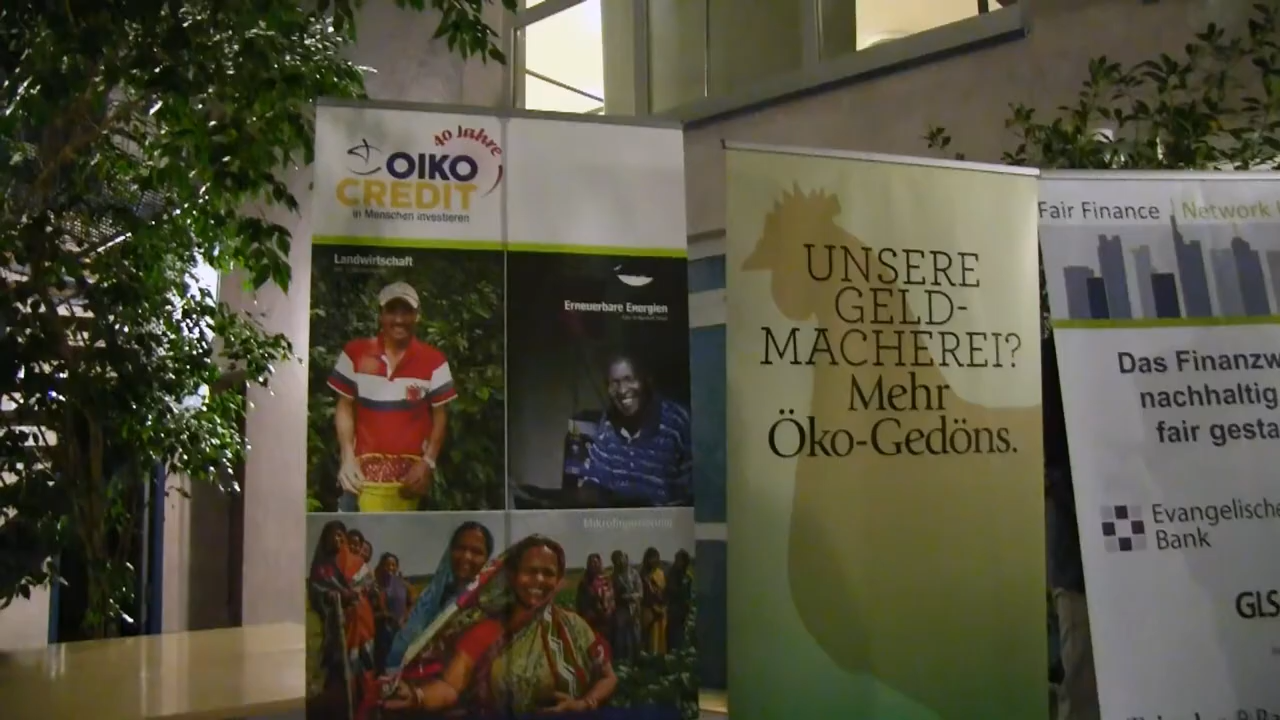 40 Jahre
OIKO
CREDIT
in Menschen investieren
Landwirtschaft
Erneuerbare Energien
Mikrofinanzierung
UNSERE
GELD-
MACHEREI?
Mehr
Öko-Gedöns.
Fair Finance | Network
Das Finanzw
nachhaltig
fair gesta
Evangelische
Bank
GLS